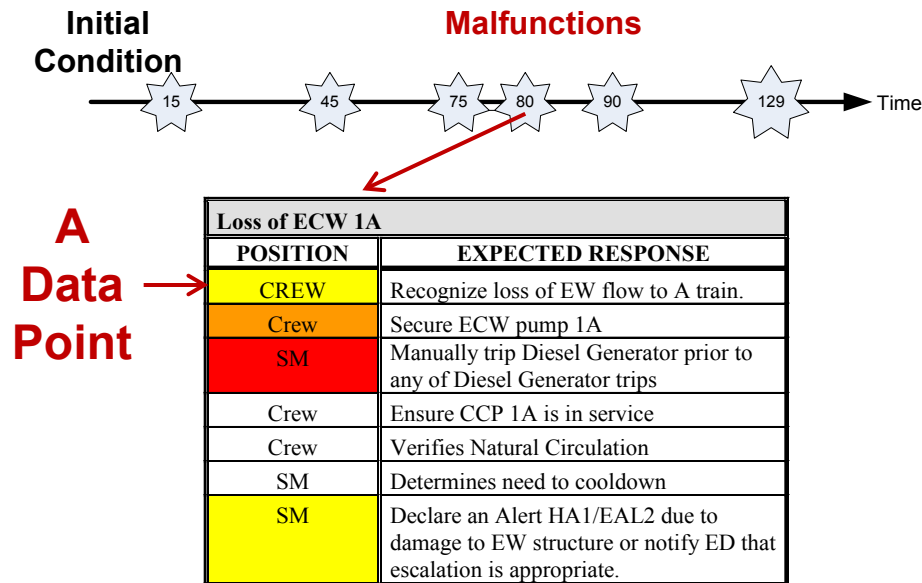 Initial
Condition
Malfunctions
15 45 75 80 90 129 Time
Loss of ECW 1A
A
Data
Point
POSITION EXPECTED RESPONSE
CREW Recognize loss of EW flow to A train.
Crew Secure ECW pump 1A
SM Manually trip Diesel Generator prior to
any of Diesel Generator trips
Crew Ensure CCP 1A is in service
Crew Verifies Natural Circulation
SM Determines need to cooldown
SM Declare an Alert HA1/EAL2 due to
damage to EW structure or notify ED that
escalation is appropriate.